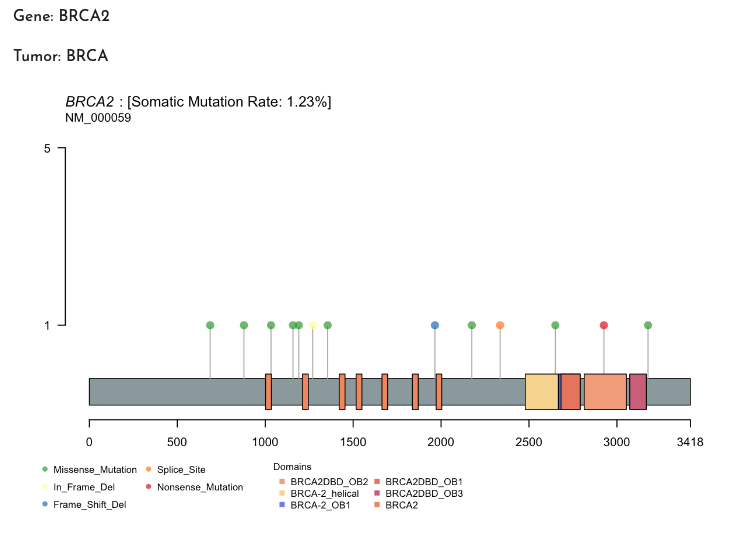 Gene: BRCA2
Tumor: BRCA
BRCA2 : [Somatic Mutation Rate: 1.23%]
NM_000059
5
1
0 500 1000 1500 2000 2500 3000 3418
Missense_Mutation Splice_Site
In_Frame_Del Nonsense_Mutation
Frame_Shift_Del
Domains
BRCA2DBD_OB2 BRCA2DBD_OB1
BRCA-2_helical BRCA2DBD_OB3
BRCA-2_OB1 BRCA2